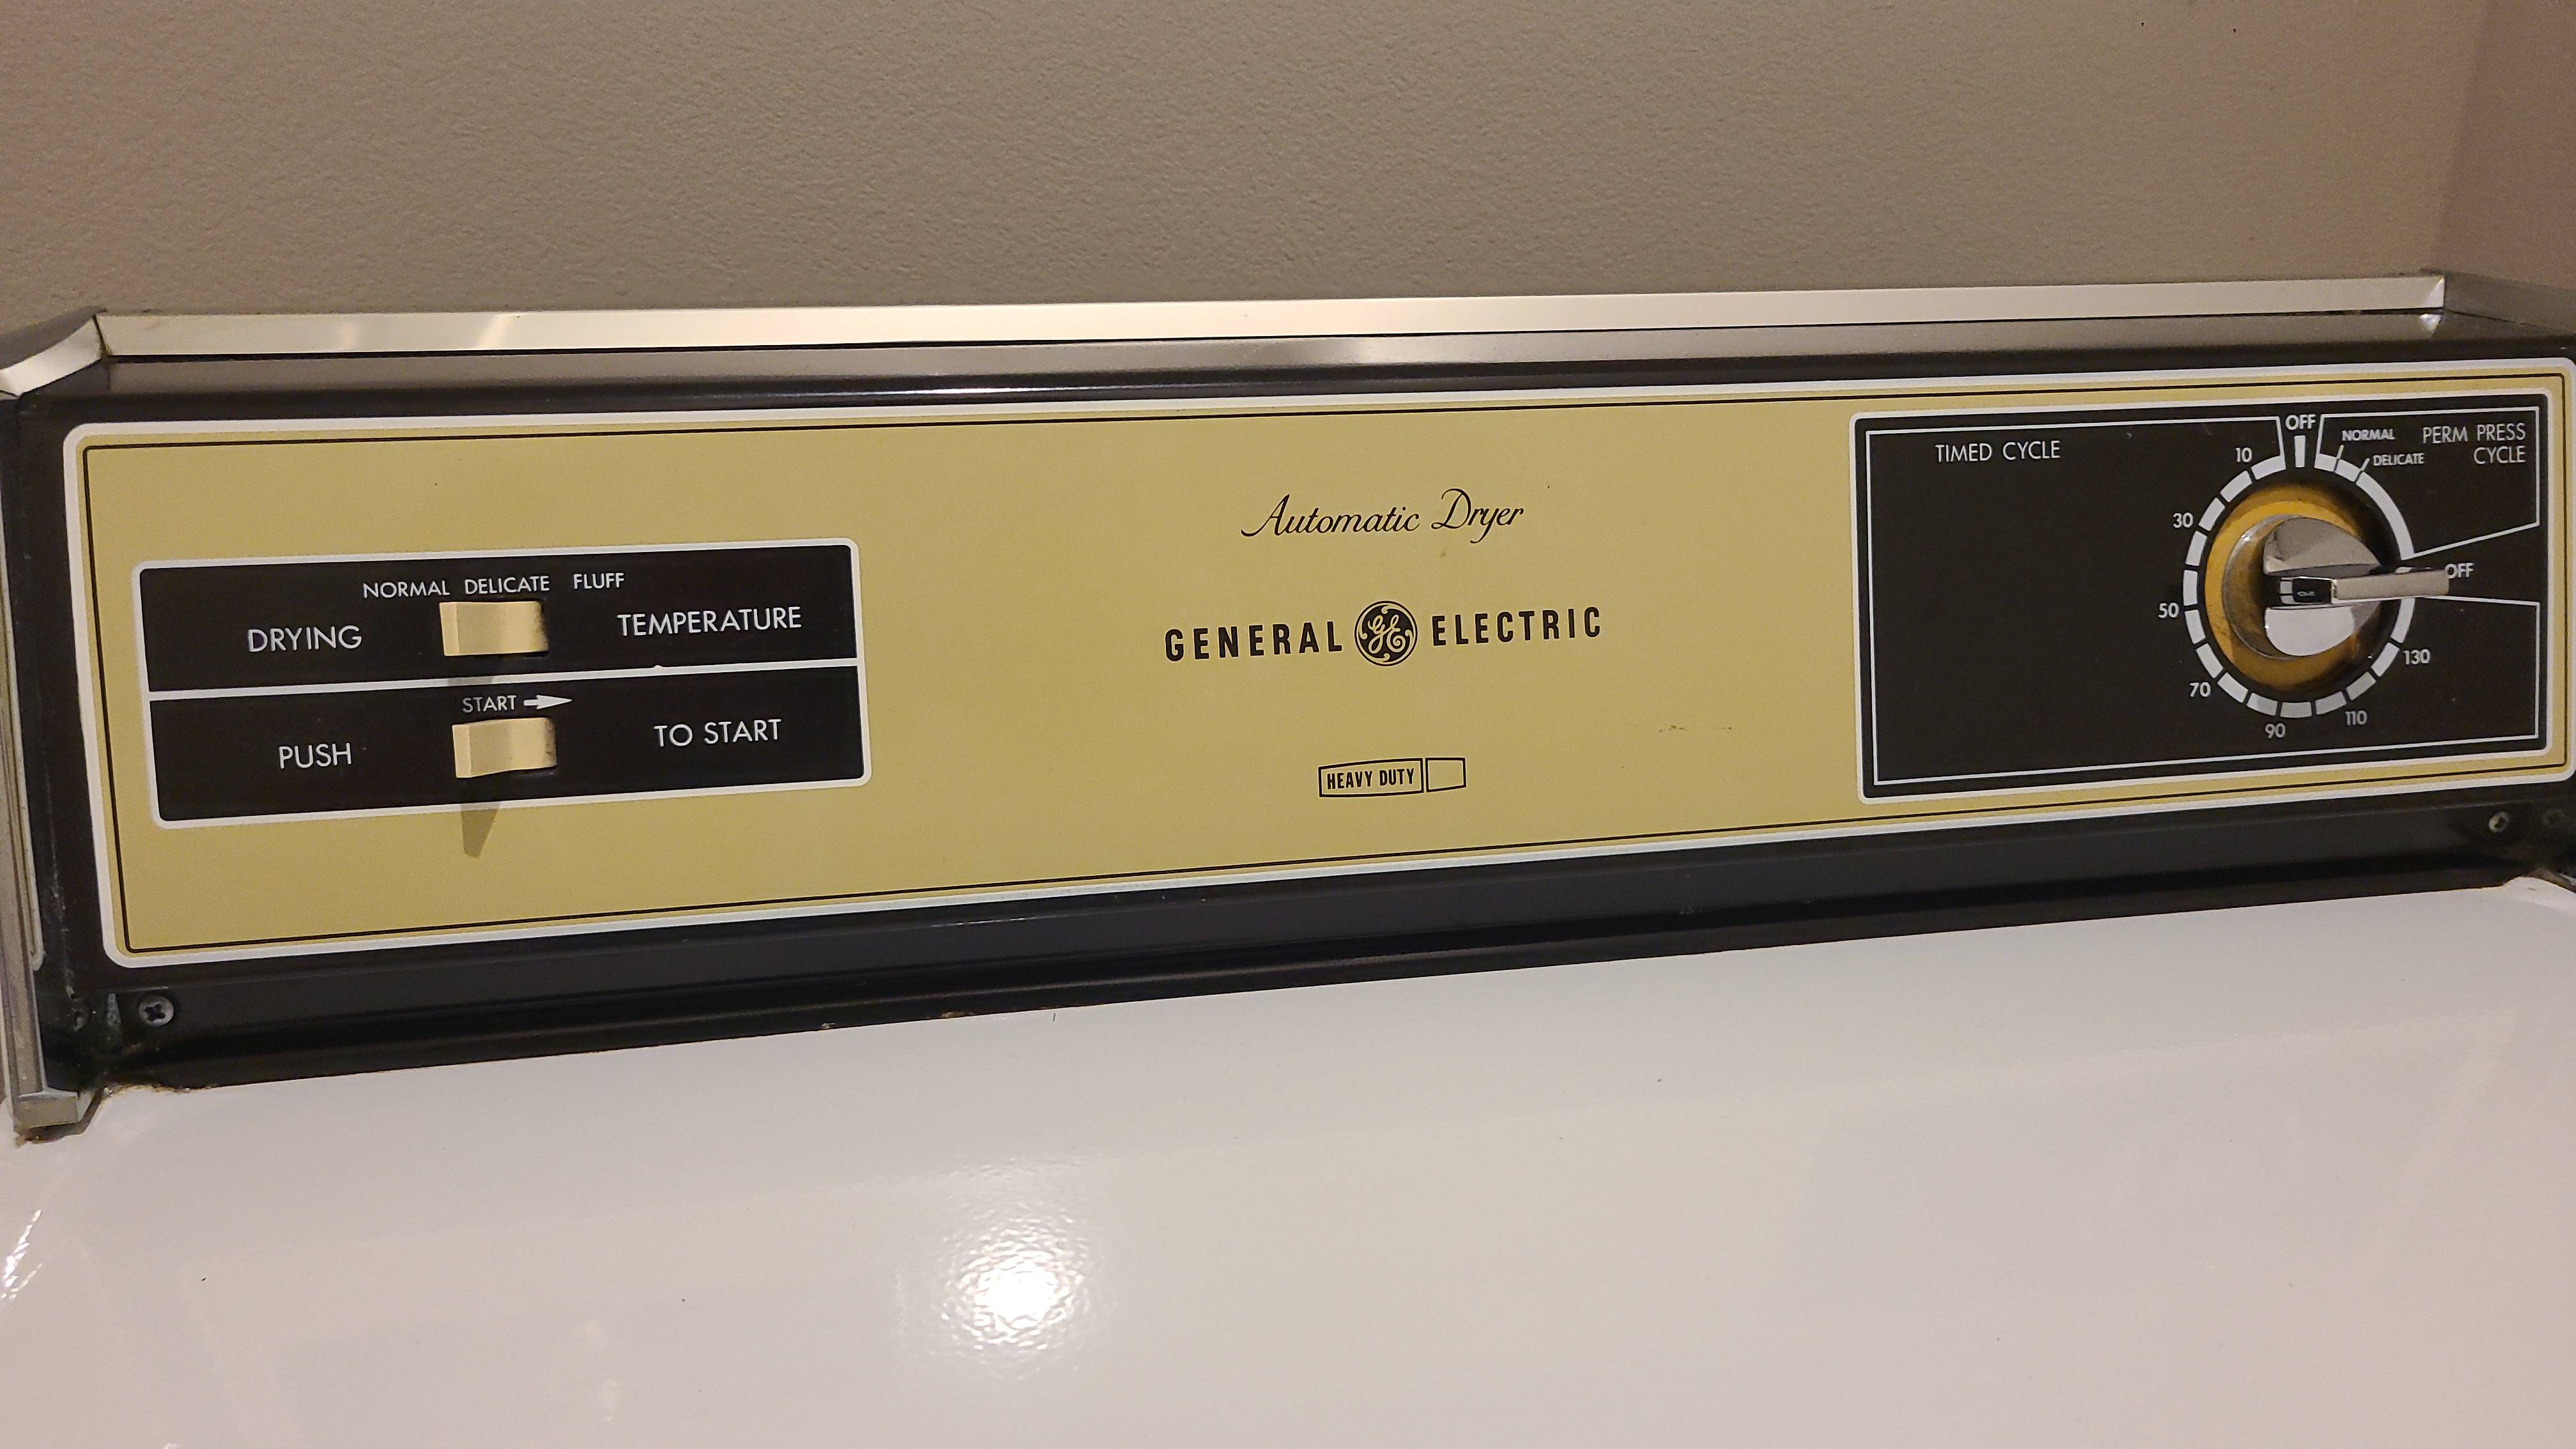 NORMAL DELICATE FLUFF
DRYING TEMPERATURE
START
PUSH TO START
Automatic Dryer
GENERAL GE ELECTRIC
HEAVY DUTY
TIMED CYCLE
OFF
NORMAL
DELICATE
PERM PRESS
CYCLE
OFF
10
30
50
70
90
110
130